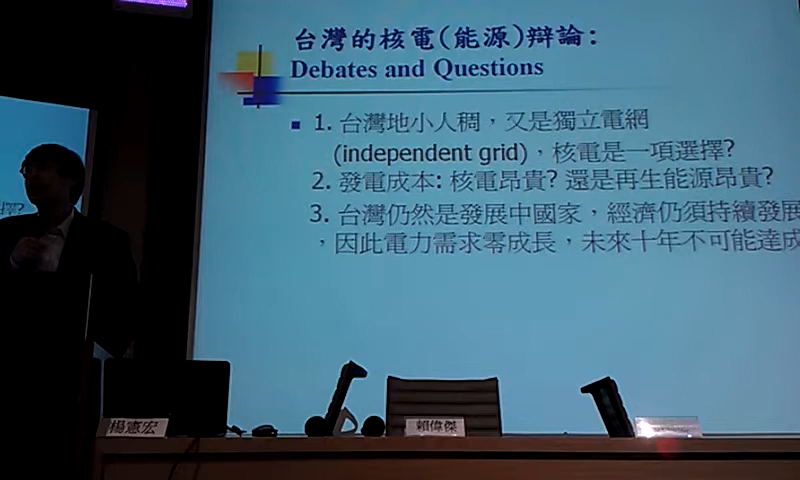 台灣的核電(能源)辯論:
Debates and Questions
1. 台灣地小人稠，又是獨立電網
(independent grid)，核電是一項選擇?
2. 發電成本: 核電昂貴? 還是再生能源昂貴?
3. 台灣仍然是發展中國家，經濟仍須持續發展
，因此電力需求零成長，未來十年不可能達成
擇?
楊憲宏
賴偉傑